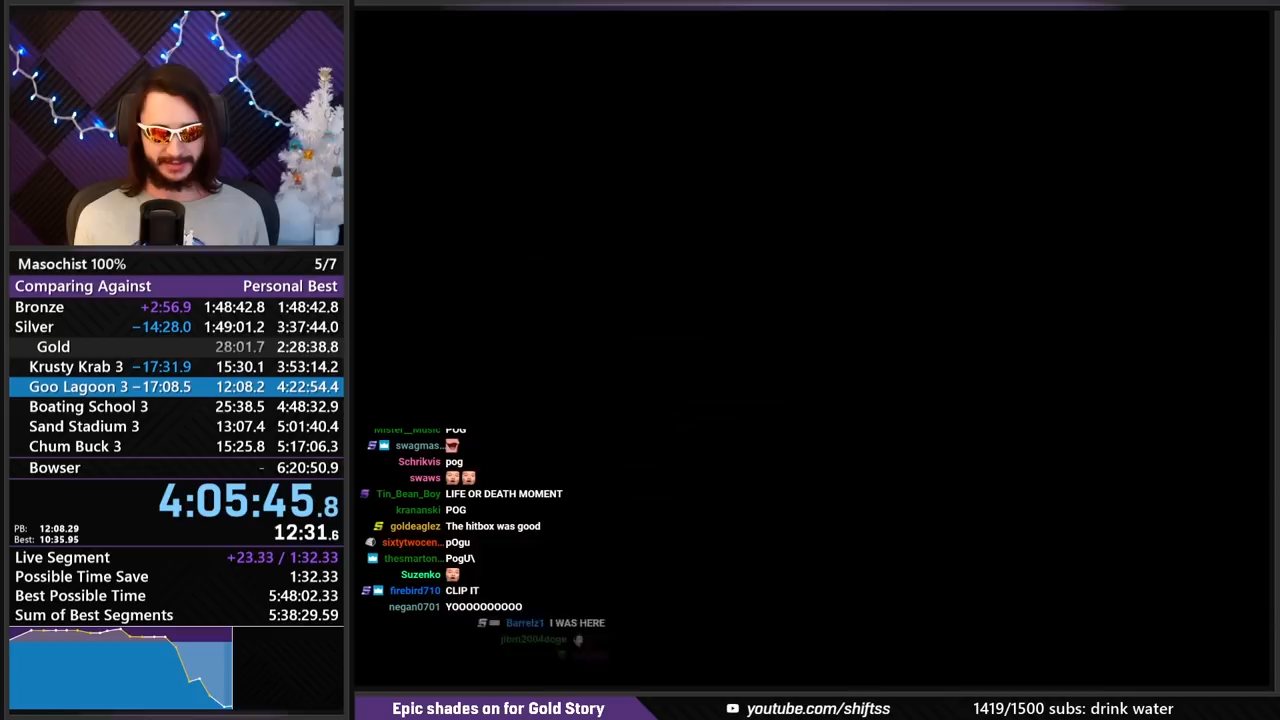 Masochist 100% 5/7
Comparing Against Personal Best
Bronze +2:56.9 1:48:42.8 1:48:42.8
Silver −14:28.0 1:49:01.2 3:37:44.0
Gold 28:01.7 2:28:38.8
Krusty Krab 3 −17:31.9 15:30.1 3:53:14.2
Goo Lagoon 3 −17:08.5 12:08.2 4:22:54.4
Boating School 3 25:38.5 4:48:32.9
Sand Stadium 3 13:07.4 5:01:40.4
Chum Buck 3 15:25.8 5:17:06.3
Bowser - 6:20:50.9
4:05:45.8
PB: 12:08.29
Best: 10:35.95
12:31.6
Live Segment +23.33 / 1:32.33
Possible Time Save 1:32.33
Best Possible Time 5:48:02.33
Sum of Best Segments 5:38:29.59
Mister__Music POG
swagmas...
Schrikvis pog
swaws
Tin_Bean_Boy LIFE OR DEATH MOMENT
krananski POG
goldeaglez The hitbox was good
sixtytwocen... pOgu
thesmarton... PogU\
Suzenko
firebird710 CLIP IT
negan0701 YOOOOOOOOOO
Barrelz1 I WAS HERE
Epic shades on for Gold Story
youtube.com/shiftss
1419/1500 subs: drink water